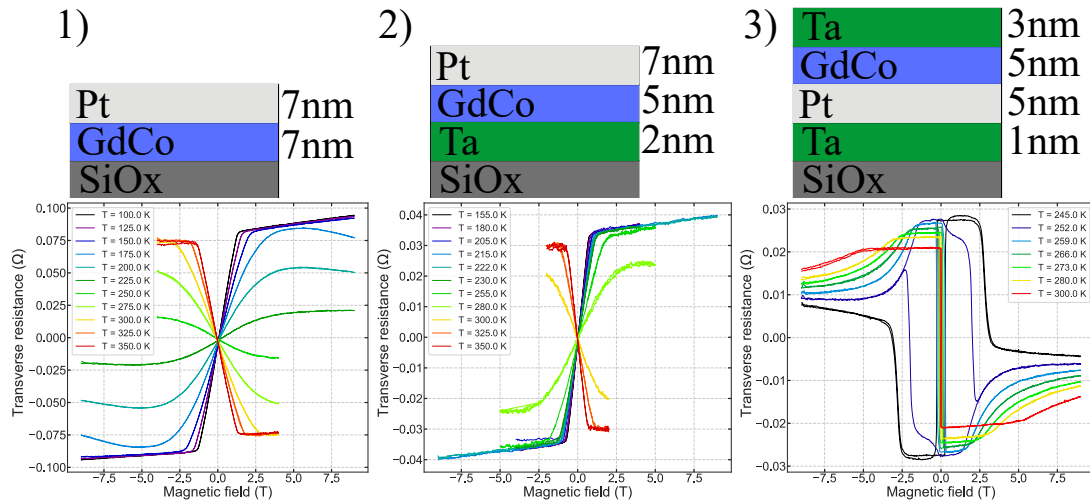 1)
Pt 7nm
GdCo 7nm
SiOx
Transverse resistance (Ω)
0.100
0.075
0.050
0.025
0.000
−0.025
−0.050
−0.075
−0.100
T = 100.0 K
T = 125.0 K
T = 150.0 K
T = 175.0 K
T = 200.0 K
T = 225.0 K
T = 250.0 K
T = 275.0 K
T = 300.0 K
T = 325.0 K
T = 350.0 K
−7.5 −5.0 −2.5 0.0 2.5 5.0 7.5
Magnetic field (T)
2)
Pt 7nm
GdCo 5nm
Ta 2nm
SiOx
Transverse resistance (Ω)
0.04
0.03
0.02
0.01
0.00
−0.01
−0.02
−0.03
−0.04
T = 155.0 K
T = 180.0 K
T = 205.0 K
T = 215.0 K
T = 222.0 K
T = 230.0 K
T = 255.0 K
T = 280.0 K
T = 300.0 K
T = 325.0 K
T = 350.0 K
−7.5 −5.0 −2.5 0.0 2.5 5.0 7.5
Magnetic field (T)
3)
Ta 3nm
GdCo 5nm
Pt 5nm
Ta 1nm
SiOx
Transverse resistance (Ω)
0.03
0.02
0.01
0.00
−0.01
−0.02
−0.03
T = 245.0 K
T = 252.0 K
T = 259.0 K
T = 266.0 K
T = 273.0 K
T = 280.0 K
T = 300.0 K
−7.5 −5.0 −2.5 0.0 2.5 5.0 7.5
Magnetic field (T)